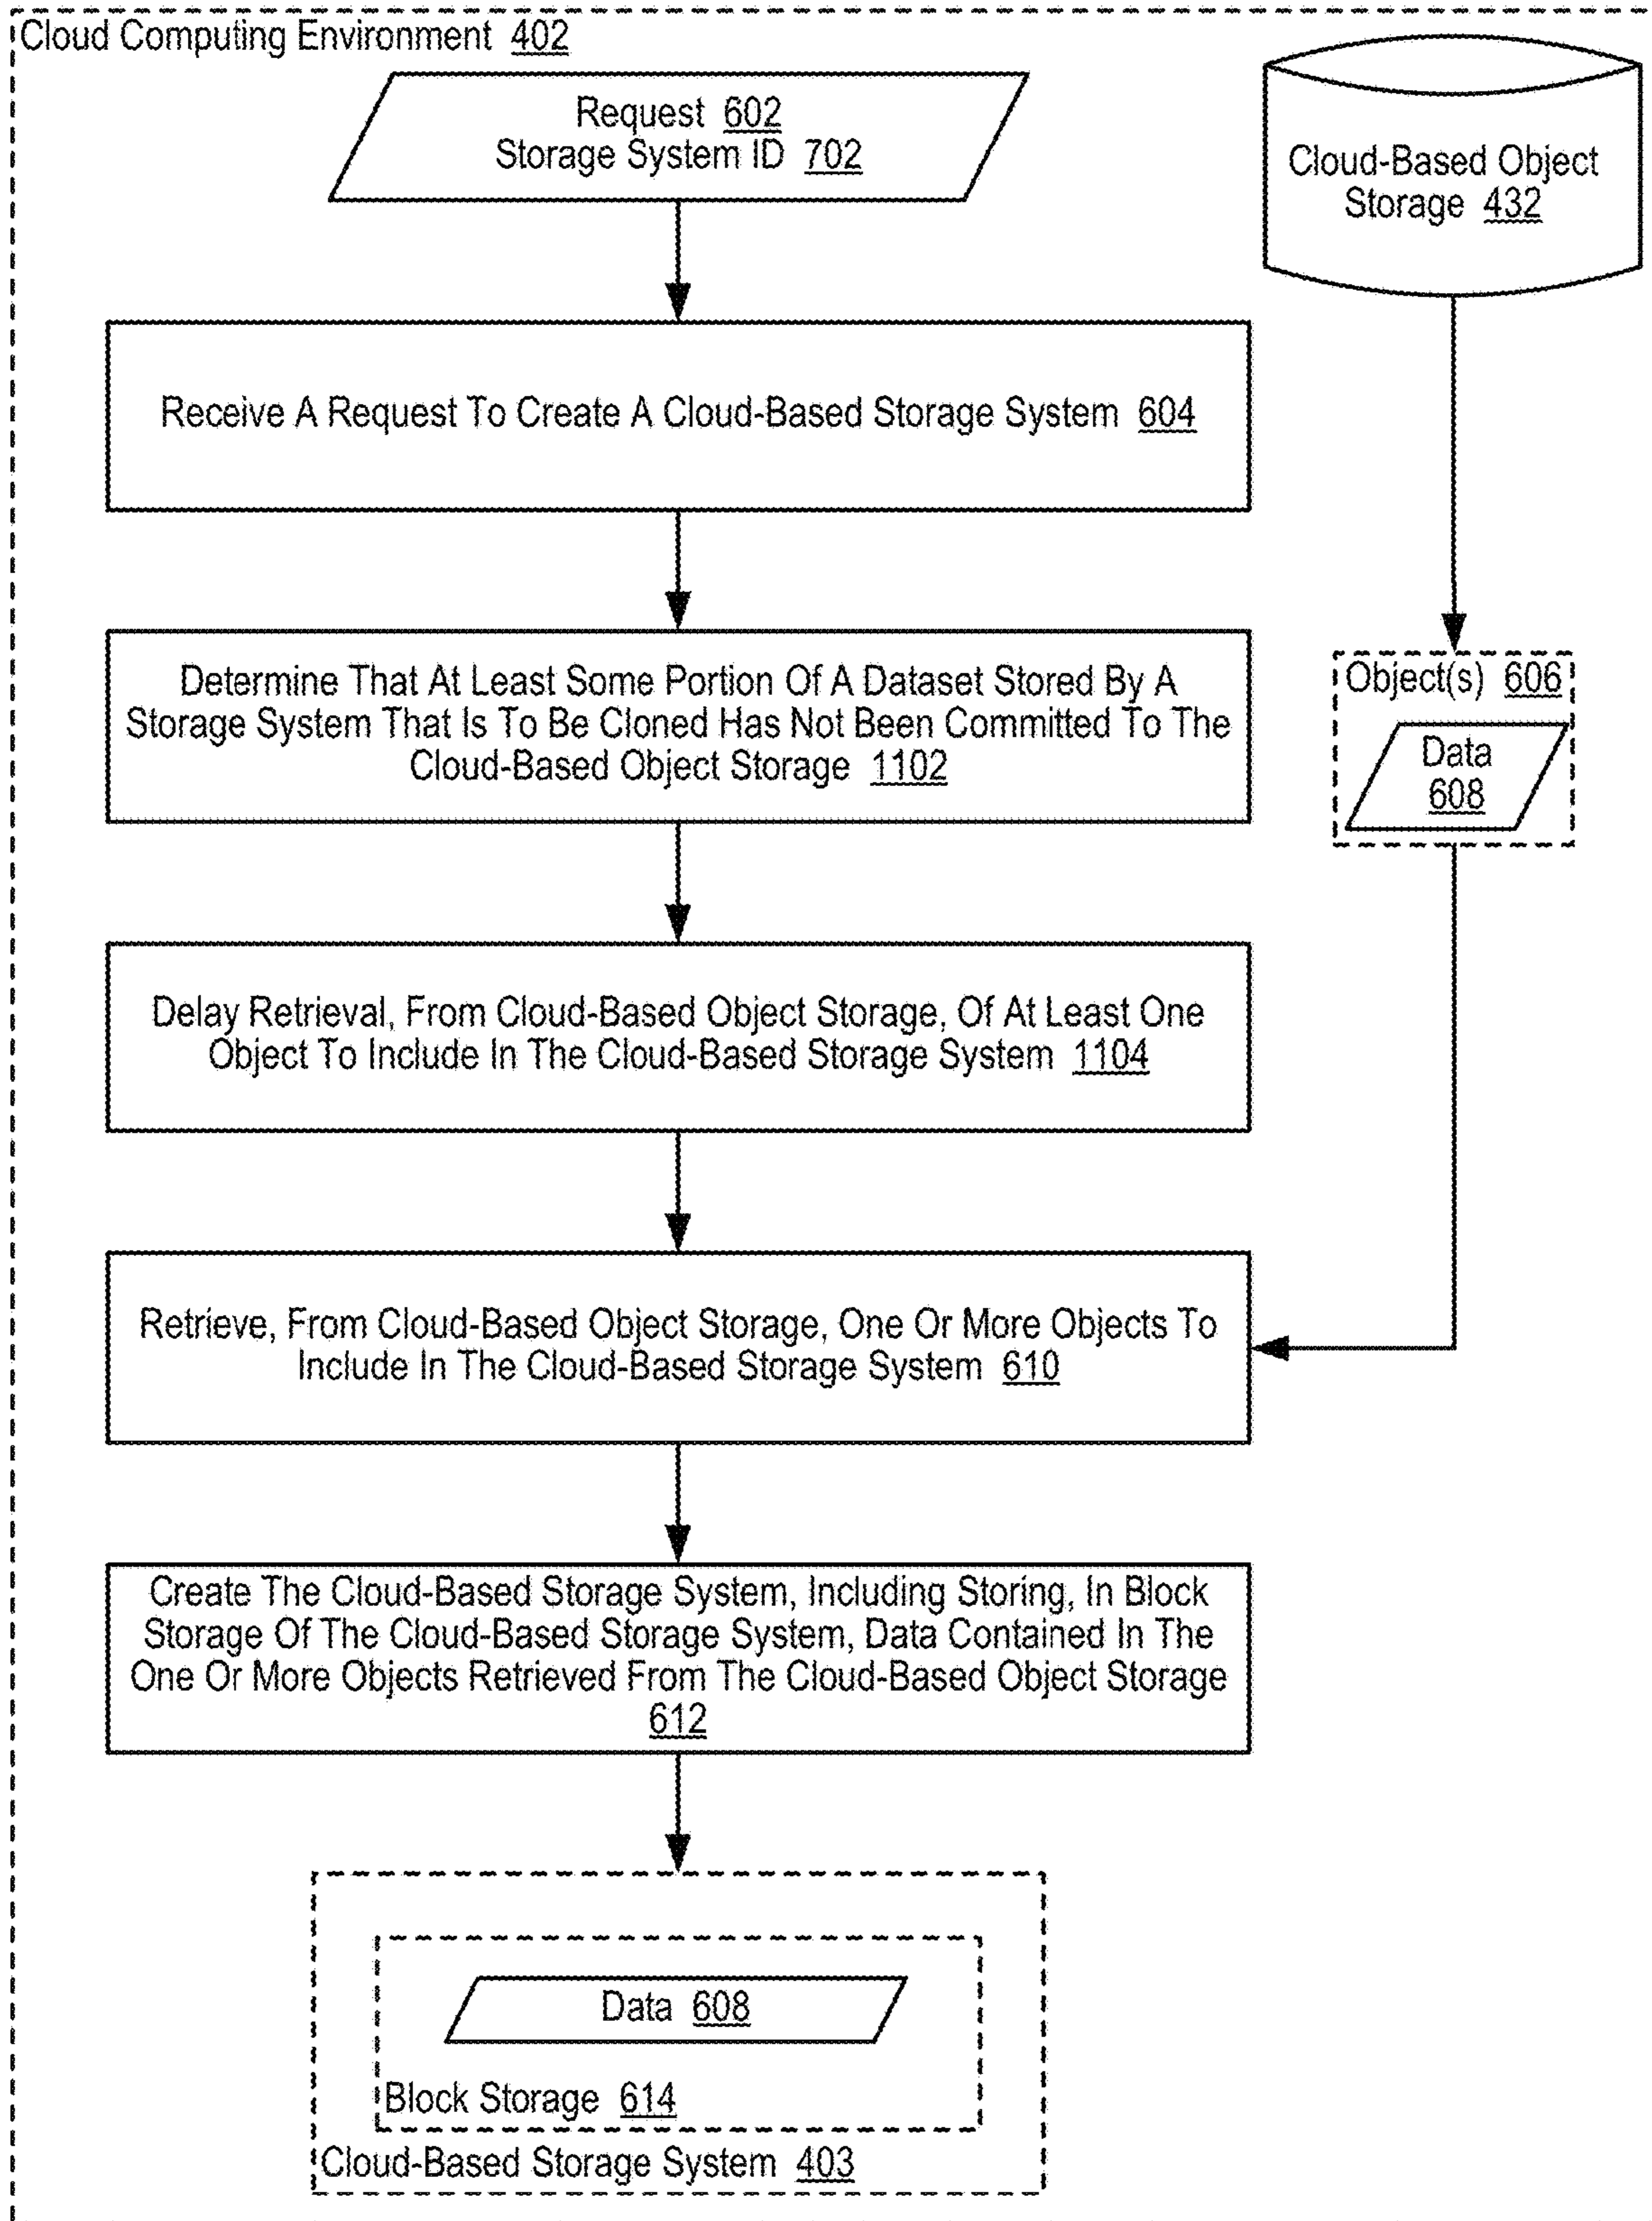 Cloud Computing Environment 402
Request 602
Storage System ID 702
Cloud-Based Object
Storage 432
Receive A Request To Create A Cloud-Based Storage System 604
Determine That At Least Some Portion Of A Dataset Stored By A
Storage System That Is To Be Cloned Has Not Been Committed To The
Cloud-Based Object Storage 1102
Object(s) 606
Data
608
Delay Retrieval, From Cloud-Based Object Storage, Of At Least One
Object To Include In The Cloud-Based Storage System 1104
Retrieve, From Cloud-Based Object Storage, One Or More Objects To
Include In The Cloud-Based Storage System 610
Create The Cloud-Based Storage System, Including Storing, In Block
Storage Of The Cloud-Based Storage System, Data Contained In The
One Or More Objects Retrieved From The Cloud-Based Object Storage
612
Data 608
Block Storage 614
Cloud-Based Storage System 403